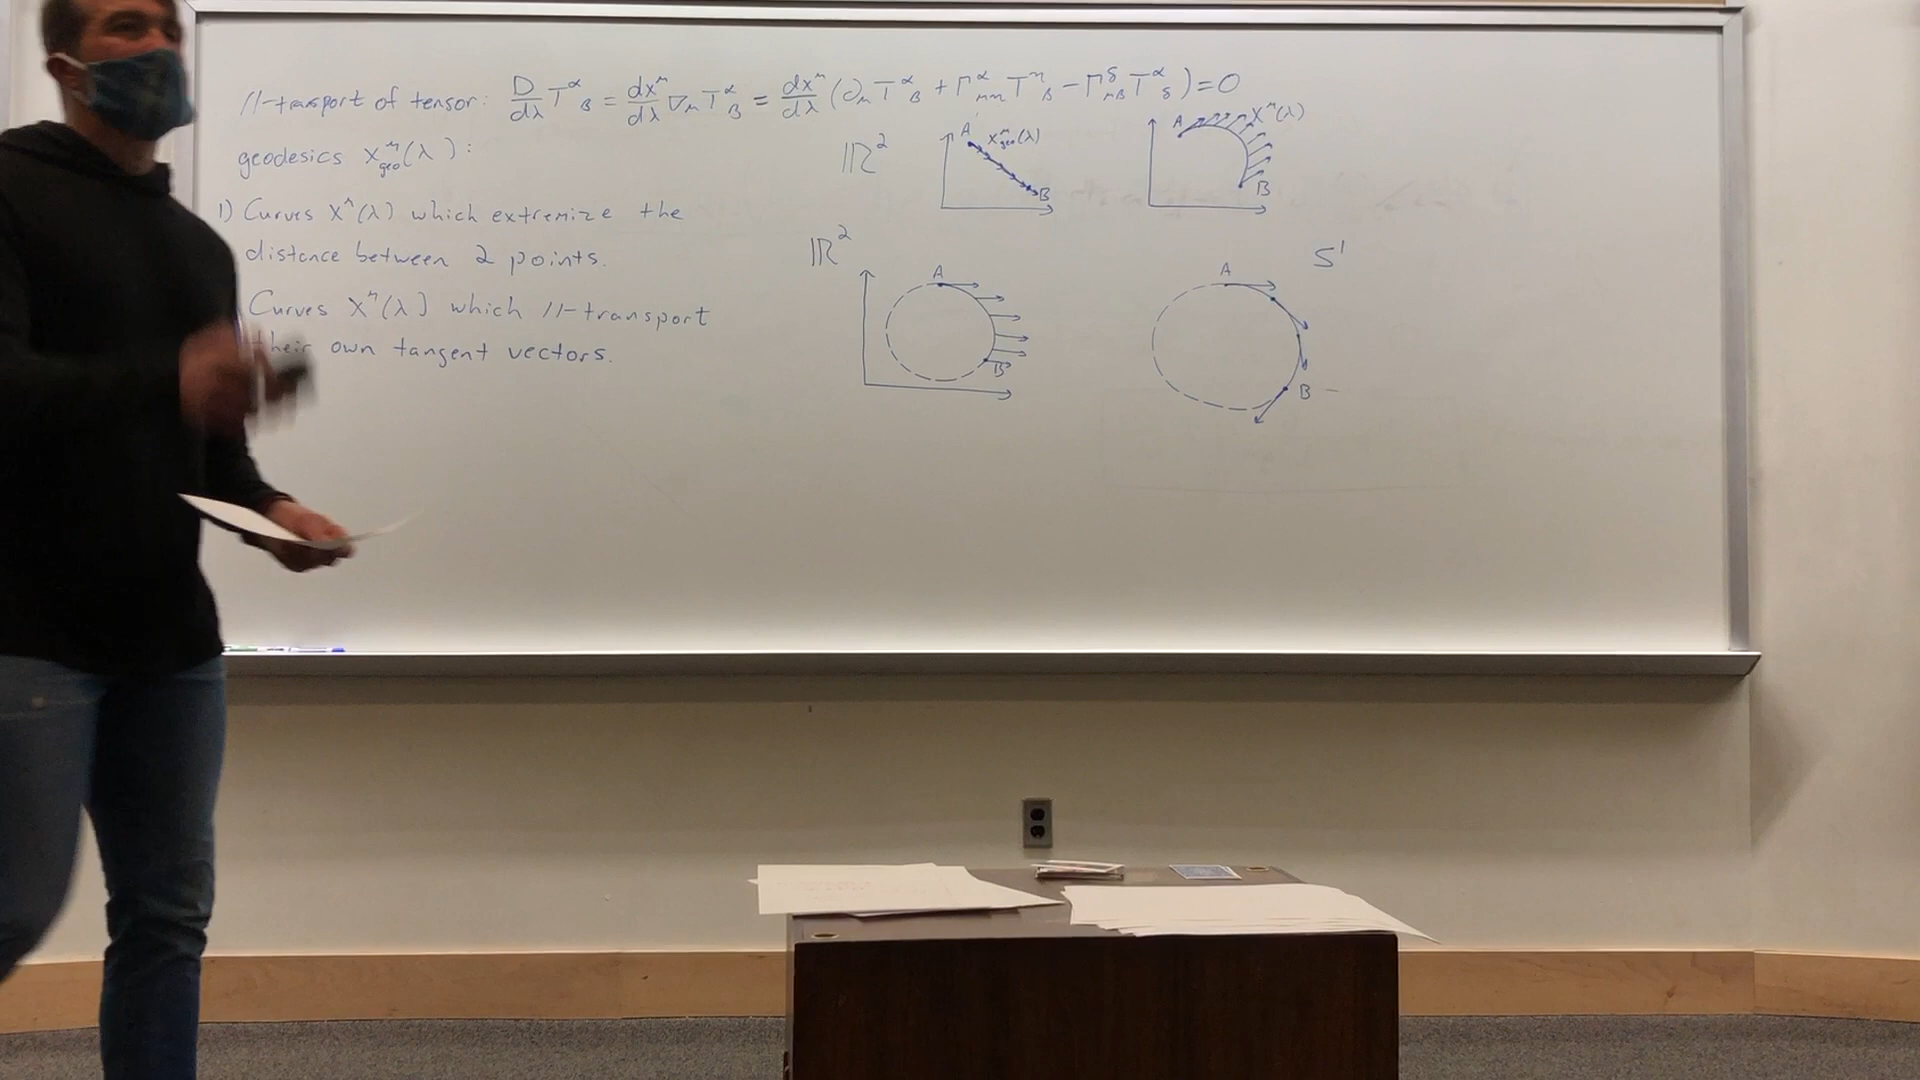 //-transport of tensor: D/dλ T^α_β = dx^μ/dλ ∇_μ T^α_β = dx^μ/dλ (∂_μ T^α_β + Γ^α_μη T^η_β - Γ^δ_μβ T^α_δ) = 0
geodesics x^μ_geo(λ):
1) Curves x^μ(λ) which extremize the
distance between 2 points.
Curves x^μ(λ) which //-transport
their own tangent vectors.
ℝ²
A
x^μ_geo(λ)
B
A
x^μ(λ)
B
ℝ²
A
B
S¹
A
B